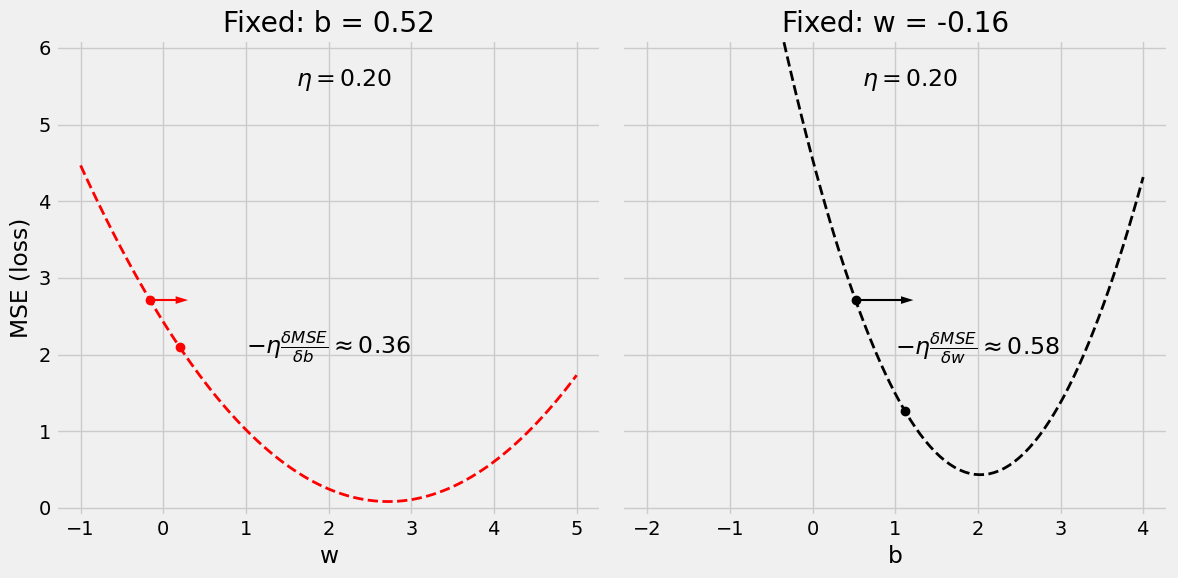 Fixed: b = 0.52
MSE (loss)
6
5
4
3
2
1
0
η = 0.20
−η δMSE/δb ≈ 0.36
−1 0 1 2 3 4 5
w
Fixed: w = -0.16
η = 0.20
−η δMSE/δw ≈ 0.58
−2 −1 0 1 2 3 4
b